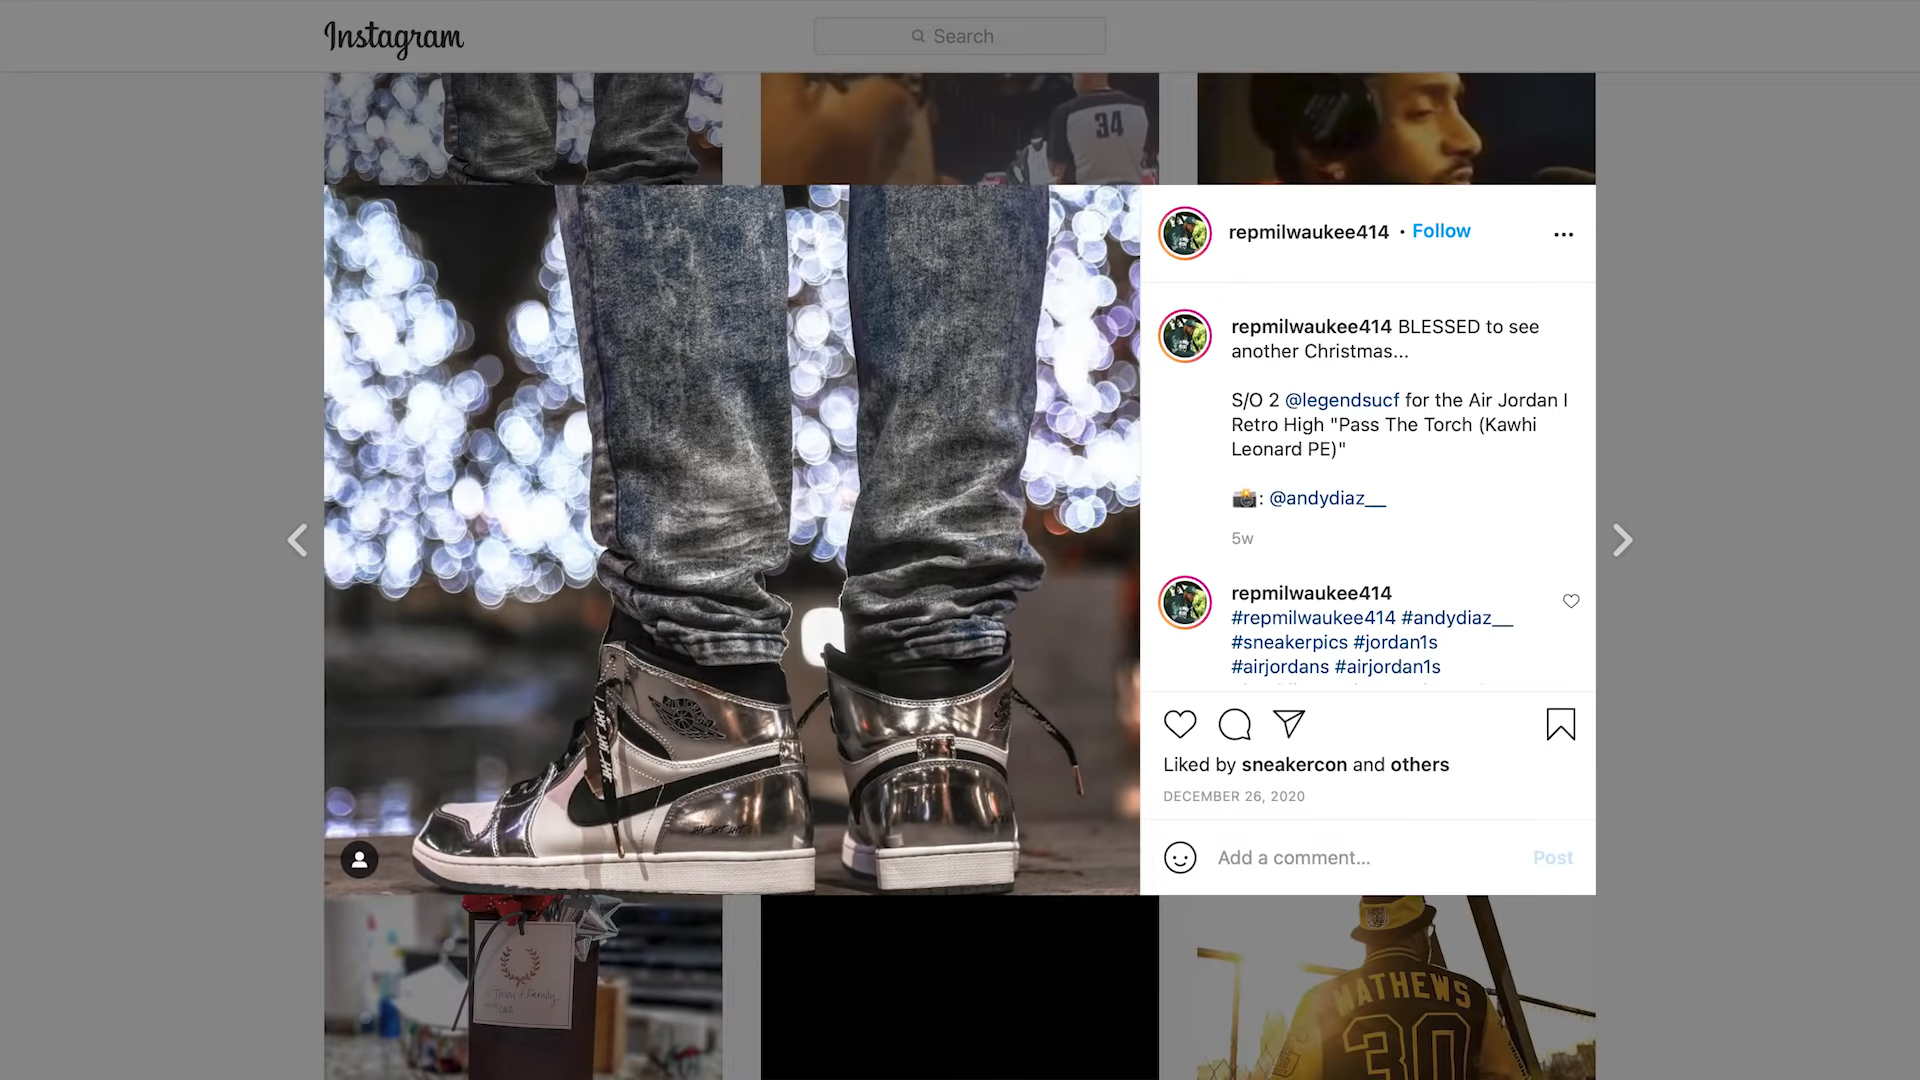 Instagram
Search
34
repmilwaukee414 • Follow
repmilwaukee414 BLESSED to see
another Christmas...
S/O 2 @legendsucf for the Air Jordan I
Retro High "Pass The Torch (Kawhi
Leonard PE)"
📸: @andydiaz__
5w
repmilwaukee414
#repmilwaukee414 #andydiaz__
#sneakerpics #jordan1s
#airjordans #airjordan1s
Liked by sneakercon and others
DECEMBER 26, 2020
Add a comment...
Post
MATHEWS
30